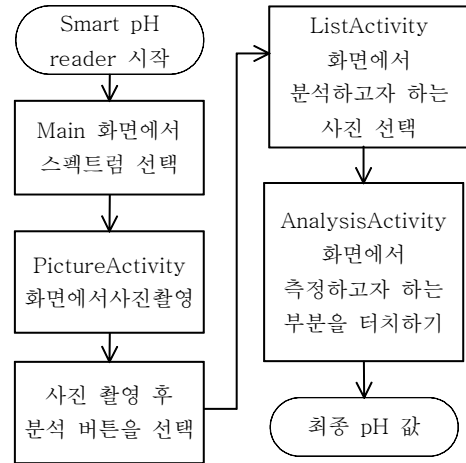 Smart pH
reader 시작
Main 화면에서
스펙트럼 선택
PictureActivity
화면에서사진촬영
사진 촬영 후
분석 버튼을 선택
ListActivity
화면에서
분석하고자 하는
사진 선택
AnalysisActivity
화면에서
측정하고자 하는
부분을 터치하기
최종 pH 값